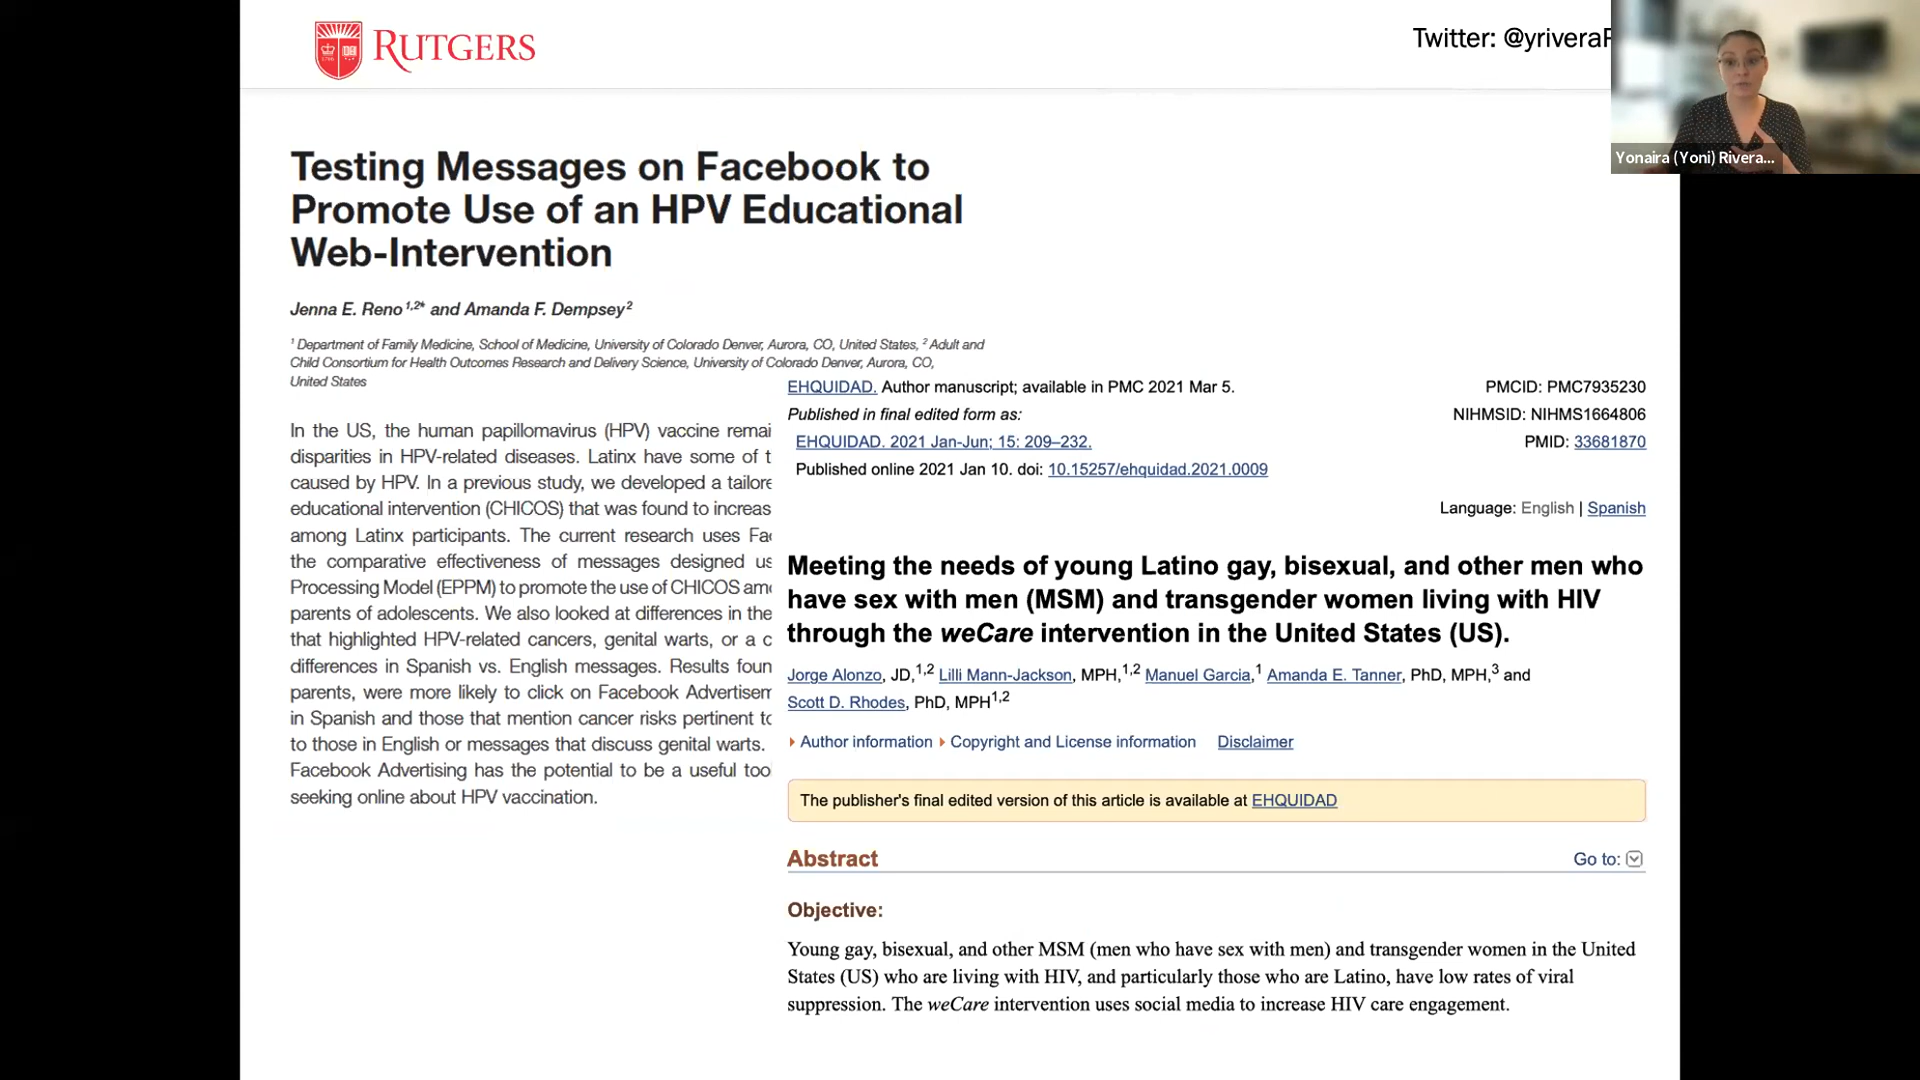 RUTGERS
Twitter: @yrivera
Yonaira (Yoni) Rivera...
Testing Messages on Facebook to
Promote Use of an HPV Educational
Web-Intervention
Jenna E. Reno 1,2* and Amanda F. Dempsey 2
1 Department of Family Medicine, School of Medicine, University of Colorado Denver, Aurora, CO, United States, 2 Adult and
Child Consortium for Health Outcomes Research and Delivery Science, University of Colorado Denver, Aurora, CO,
United States
In the US, the human papillomavirus (HPV) vaccine remai
disparities in HPV-related diseases. Latinx have some of t
caused by HPV. In a previous study, we developed a tailore
educational intervention (CHICOS) that was found to increas
among Latinx participants. The current research uses Fac
the comparative effectiveness of messages designed us
Processing Model (EPPM) to promote the use of CHICOS amo
parents of adolescents. We also looked at differences in the
that highlighted HPV-related cancers, genital warts, or a c
differences in Spanish vs. English messages. Results foun
parents, were more likely to click on Facebook Advertisem
in Spanish and those that mention cancer risks pertinent to
to those in English or messages that discuss genital warts.
Facebook Advertising has the potential to be a useful too
seeking online about HPV vaccination.
EHQUIDAD. Author manuscript; available in PMC 2021 Mar 5.
Published in final edited form as:
EHQUIDAD. 2021 Jan-Jun; 15: 209–232.
Published online 2021 Jan 10. doi: 10.15257/ehquidad.2021.0009
PMCID: PMC7935230
NIHMSID: NIHMS1664806
PMID: 33681870
Language: English | Spanish
Meeting the needs of young Latino gay, bisexual, and other men who
have sex with men (MSM) and transgender women living with HIV
through the weCare intervention in the United States (US).
Jorge Alonzo, JD,1,2 Lilli Mann-Jackson, MPH,1,2 Manuel Garcia,1 Amanda E. Tanner, PhD, MPH,3 and
Scott D. Rhodes, PhD, MPH1,2
Author information Copyright and License information Disclaimer
The publisher's final edited version of this article is available at EHQUIDAD
Abstract
Go to:
Objective:
Young gay, bisexual, and other MSM (men who have sex with men) and transgender women in the United
States (US) who are living with HIV, and particularly those who are Latino, have low rates of viral
suppression. The weCare intervention uses social media to increase HIV care engagement.